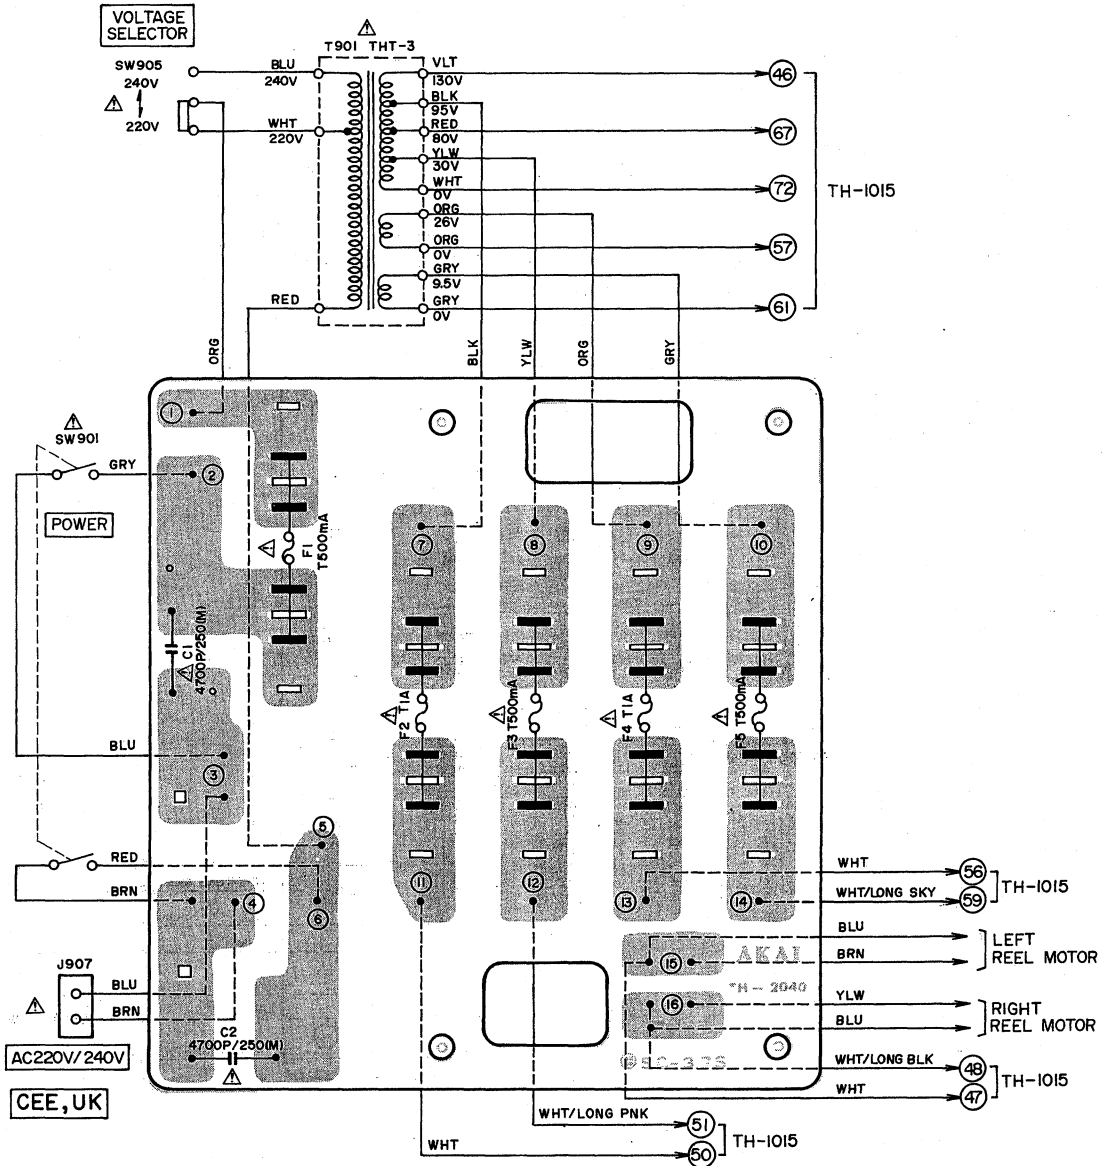 VOLTAGE
SELECTOR
T901 THT-3
SW905
240V
220V
BLU
240V
WHT
220V
RED
VLT
130V
BLK
95V
RED
80V
YLW
30V
WHT
0V
ORG
26V
ORG
0V
GRY
9.5V
GRY
0V
46
67
72
57
61
TH-1015
ORG
BLK
YLW
ORG
GRY
SW901
GRY
POWER
1
2
F1
T500mA
C1
4700P/250(M)
7
8
9
10
F2 T1A
F3 T500mA
F4 T1A
F5 T500mA
BLU
3
5
RED
BRN
4
6
11
12
13
14
WHT
56
WHT/LONG SKY
59
TH-1015
BLU
BRN
LEFT
REEL MOTOR
15
AKAI
TH-2040
16
YLW
BLU
RIGHT
REEL MOTOR
J907
BLU
BRN
AC220V/240V
C2
4700P/250(M)
WHT/LONG BLK
48
WHT
47
TH-1015
CEE, UK
WHT/LONG PNK
51
WHT
50
TH-1015